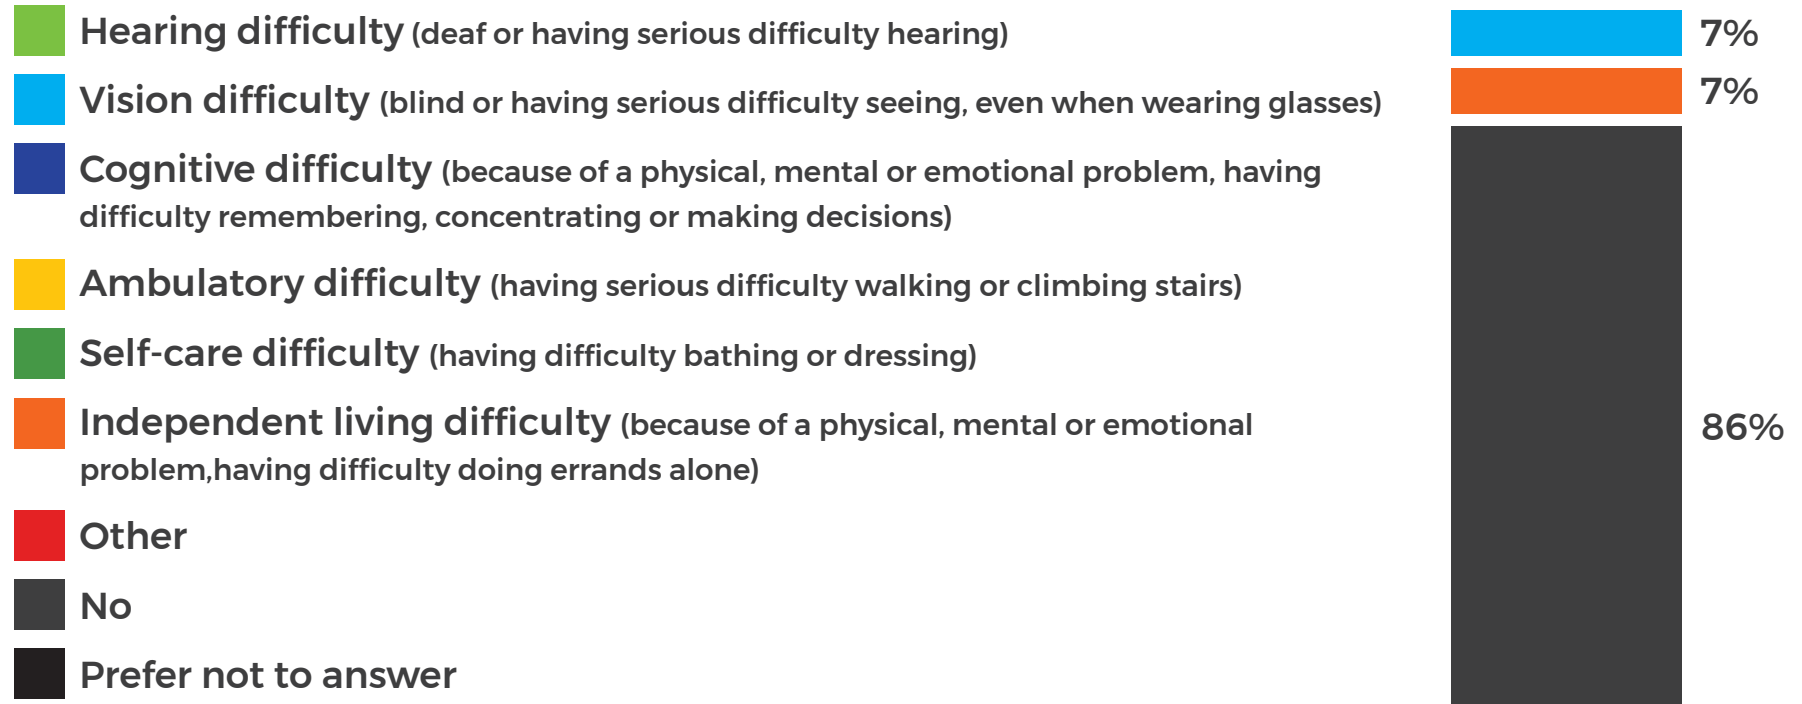 Hearing difficulty (deaf or having serious difficulty hearing)
Vision difficulty (blind or having serious difficulty seeing, even when wearing glasses)
Cognitive difficulty (because of a physical, mental or emotional problem, having
difficulty remembering, concentrating or making decisions)
Ambulatory difficulty (having serious difficulty walking or climbing stairs)
Self-care difficulty (having difficulty bathing or dressing)
Independent living difficulty (because of a physical, mental or emotional
problem,having difficulty doing errands alone)
Other
No
Prefer not to answer
7%
7%
86%